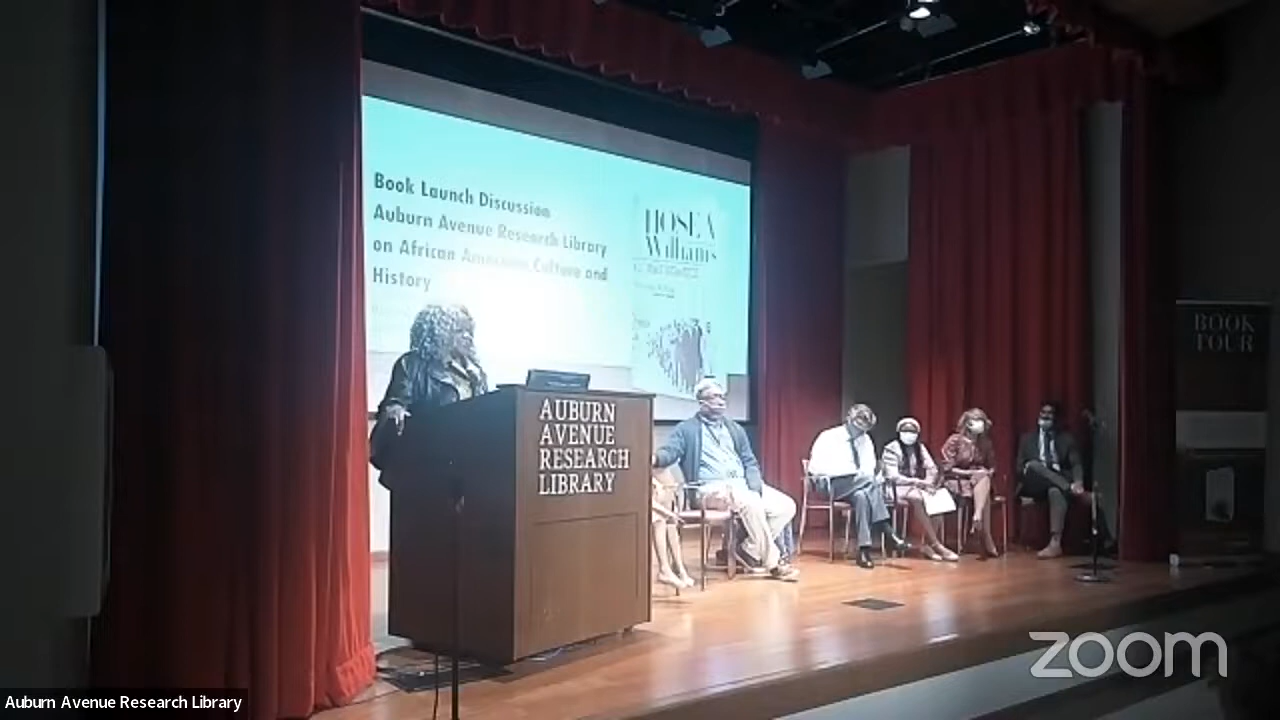 Book Launch Discussion
Auburn Avenue Research Library
on African American Culture and
History
HOSEA
Williams
AUBURN
AVENUE
RESEARCH
LIBRARY
BOOK
TOUR
zoom
Auburn Avenue Research Library